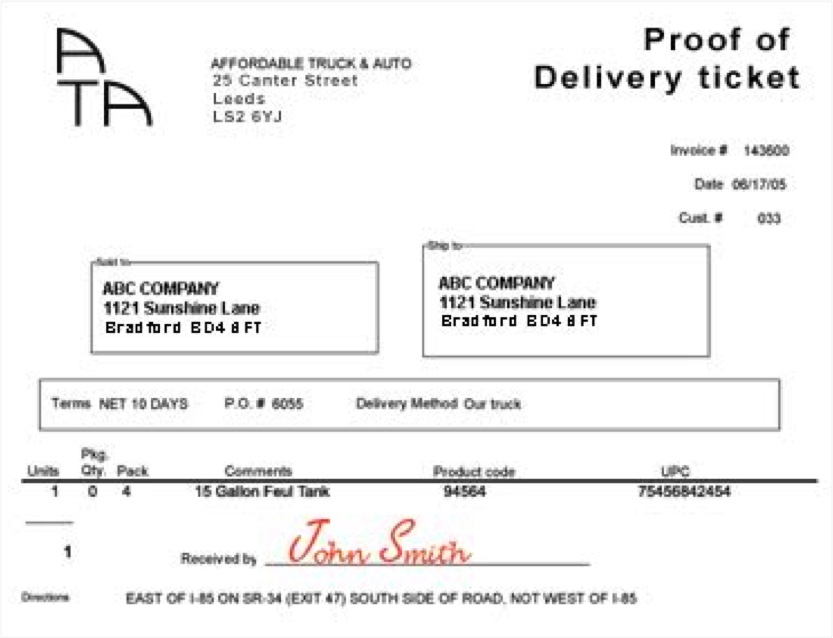 ATA
AFFORDABLE TRUCK & AUTO
25 Canter Street
Leeds
LS2 6YJ
Proof of
Delivery ticket
Invoice # 143600
Date 06/17/05
Cust. # 033
Sold to
ABC COMPANY
1121 Sunshine Lane
Bradford BD4 8FT
Ship to
ABC COMPANY
1121 Sunshine Lane
Bradford BD4 8FT
Terms NET 10 DAYS P.O. # 6055 Delivery Method Our truck
Units Pkg. Qty. Pack Comments Product code UPC
1 0 4 15 Gallon Feul Tank 94564 75456842454
1
Received by John Smith
Directions EAST OF I-85 ON SR-34 (EXIT 47) SOUTH SIDE OF ROAD, NOT WEST OF I-85